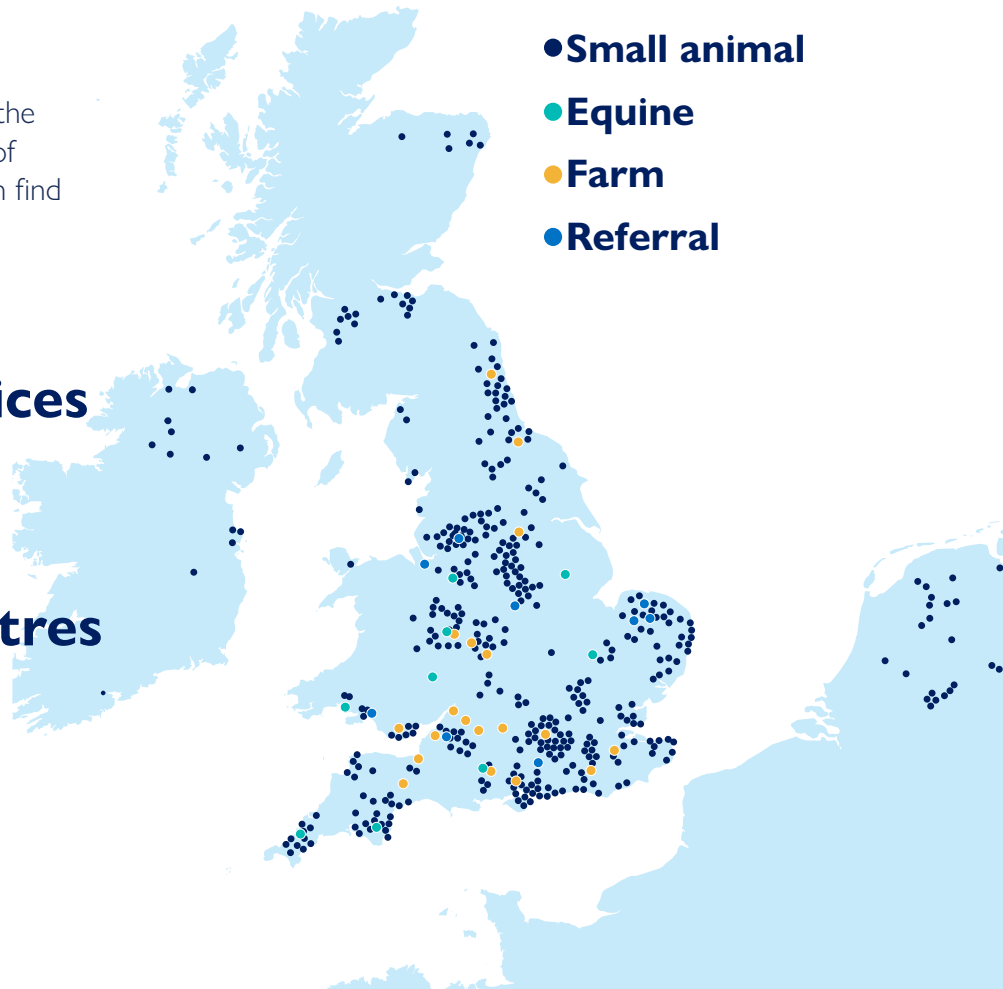 Small animal
the
Equine
of
Farm
find
Referral
ices
tres